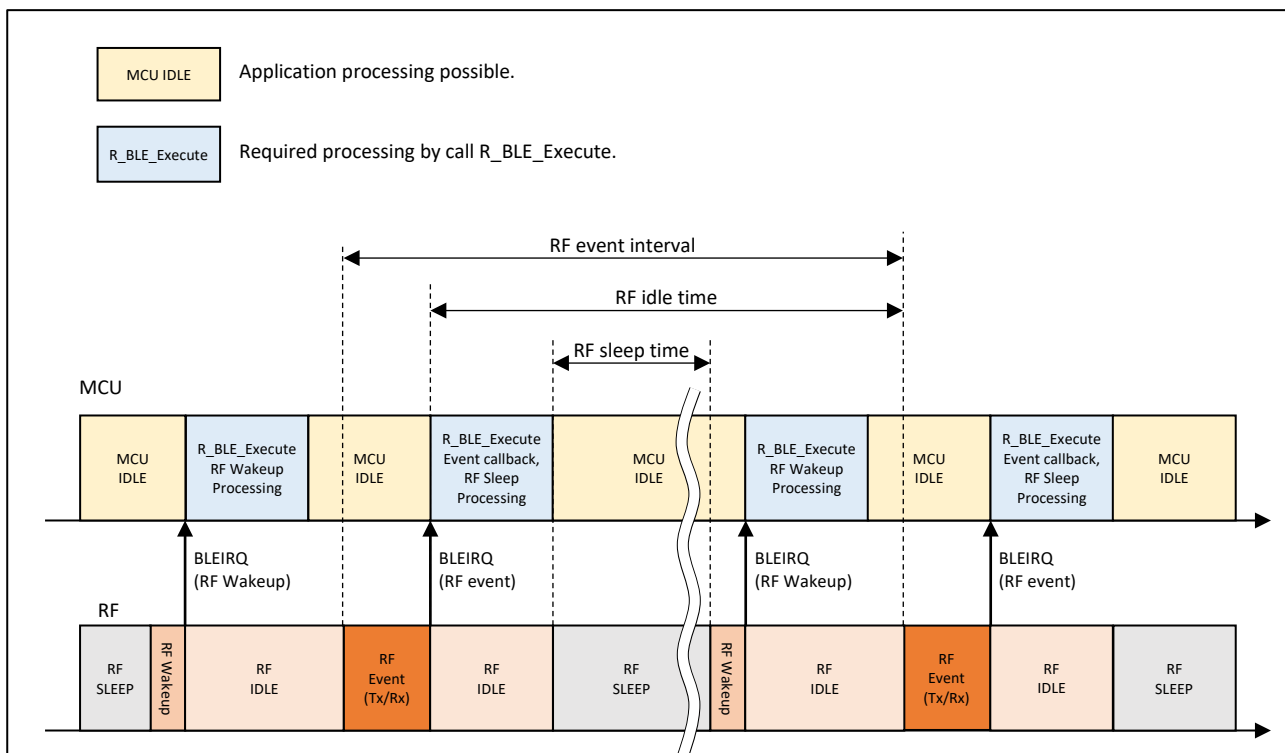 MCU IDLE
Application processing possible.
R_BLE_Execute
Required processing by call R_BLE_Execute.
RF event interval
RF idle time
RF sleep time
MCU
MCU
IDLE
R_BLE_Execute
RF Wakeup
Processing
MCU
IDLE
R_BLE_Execute
Event callback,
RF Sleep
Processing
MCU
IDLE
R_BLE_Execute
RF Wakeup
Processing
MCU
IDLE
R_BLE_Execute
Event callback,
RF Sleep
Processing
MCU
IDLE
BLEIRQ
(RF Wakeup)
BLEIRQ
(RF event)
BLEIRQ
(RF Wakeup)
BLEIRQ
(RF event)
RF
RF
SLEEP
RF Wakeup
RF
IDLE
RF
Event
(Tx/Rx)
RF
IDLE
RF
SLEEP
RF Wakeup
RF
IDLE
RF
Event
(Tx/Rx)
RF
IDLE
RF
SLEEP